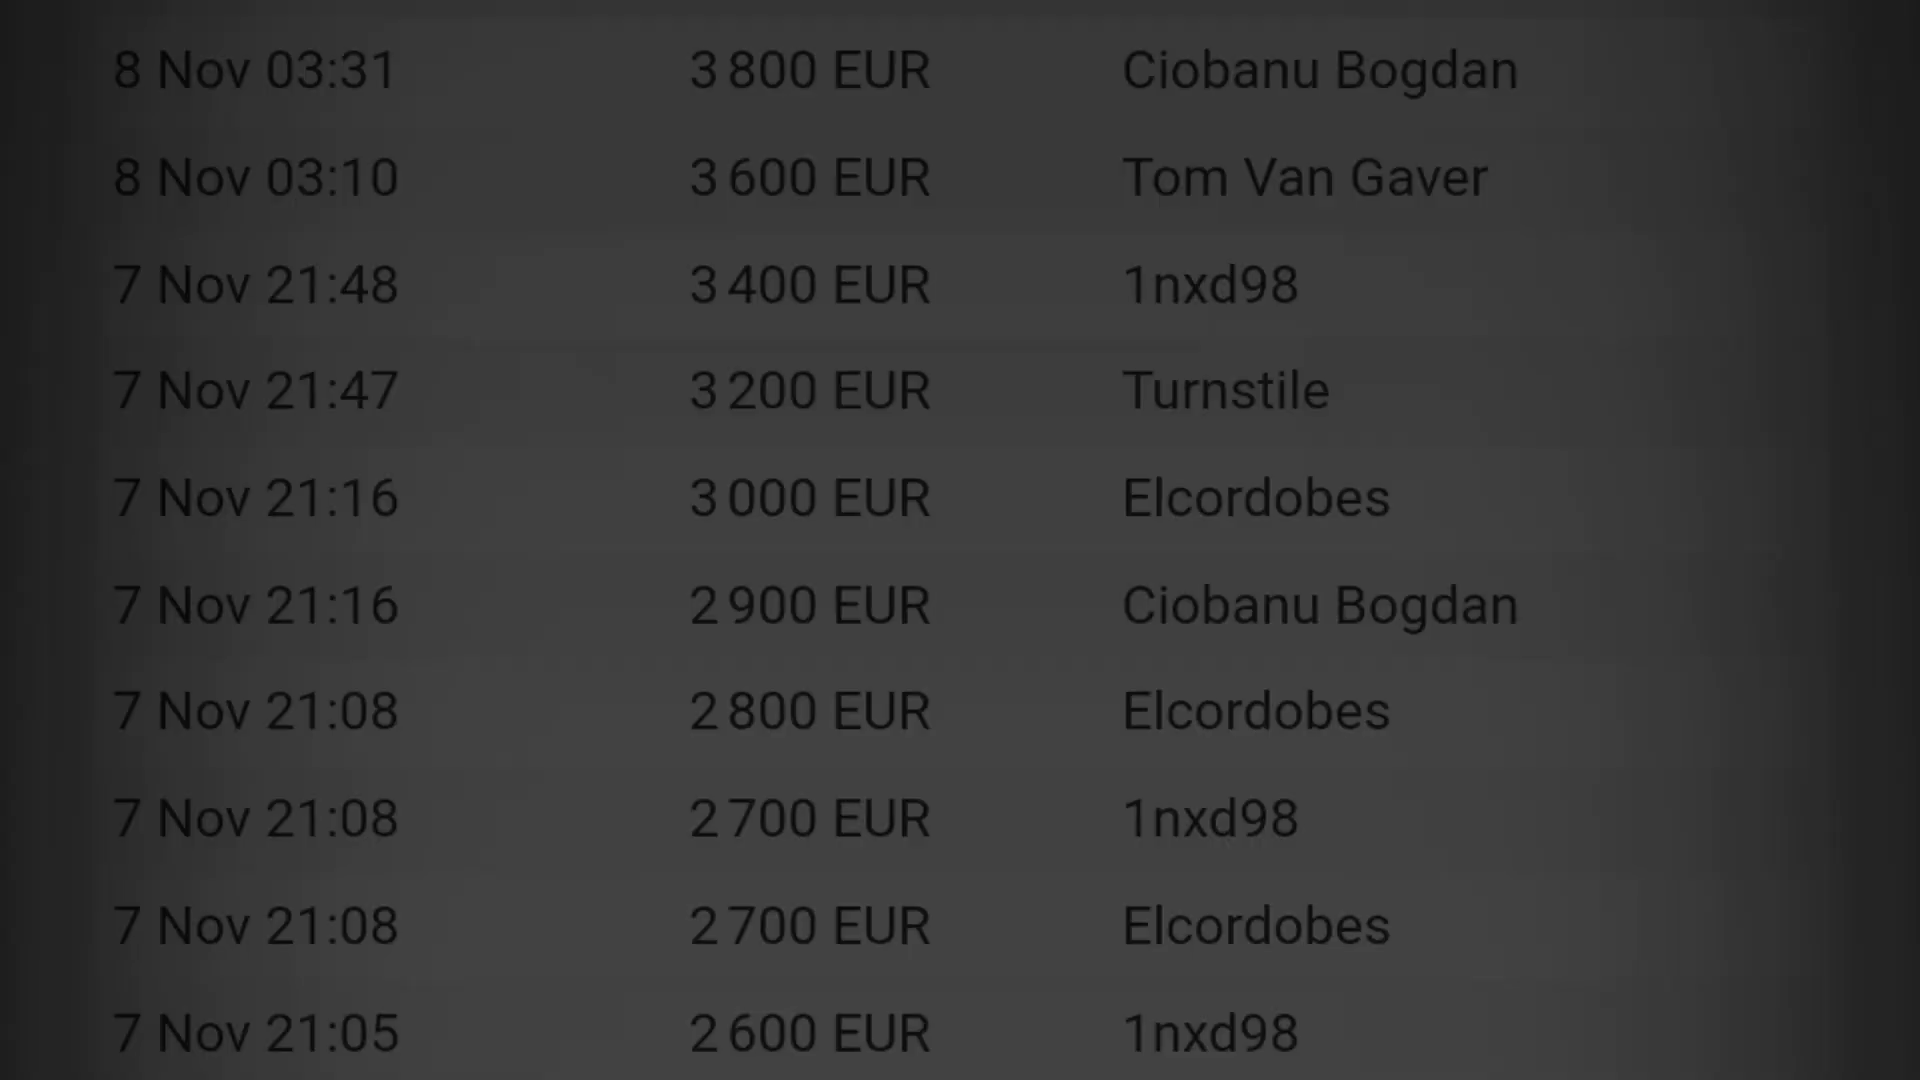 8 Nov 03:31 3 800 EUR Ciobanu Bogdan
8 Nov 03:10 3 600 EUR Tom Van Gaver
7 Nov 21:48 3 400 EUR 1nxd98
7 Nov 21:47 3 200 EUR Turnstile
7 Nov 21:16 3 000 EUR Elcordobes
7 Nov 21:16 2 900 EUR Ciobanu Bogdan
7 Nov 21:08 2 800 EUR Elcordobes
7 Nov 21:08 2 700 EUR 1nxd98
7 Nov 21:08 2 700 EUR Elcordobes
7 Nov 21:05 2 600 EUR 1nxd98